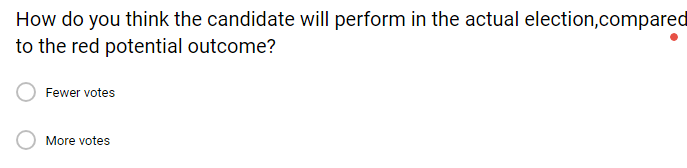 How do you think the candidate will perform in the actual election,compared
to the red potential outcome?
Fewer votes
More votes